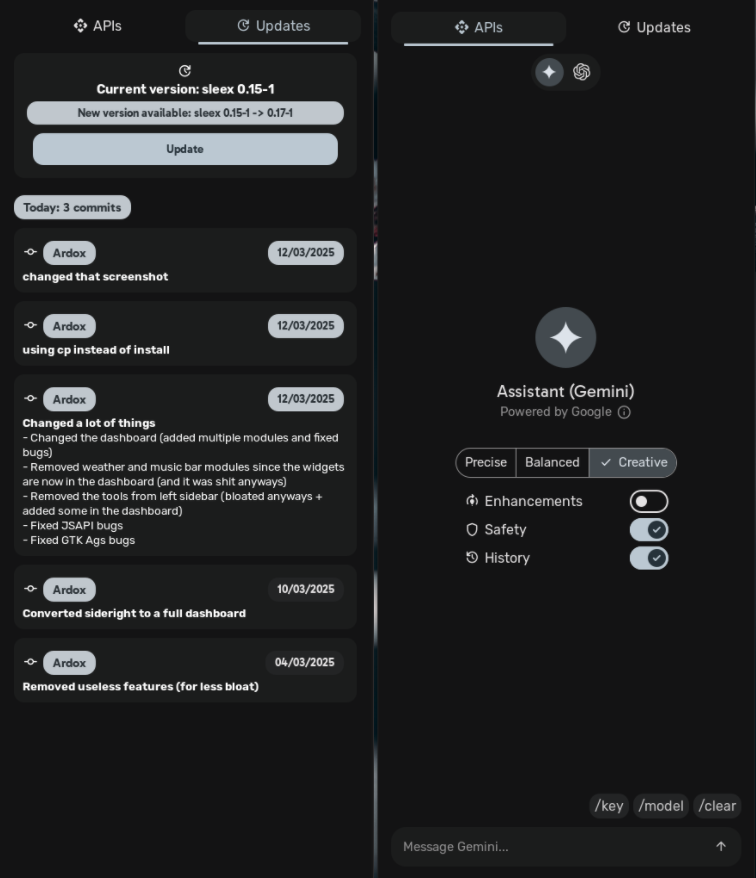 APIs
Updates
Current version: sleex 0.15-1
New version available: sleex 0.15-1 -> 0.17-1
Update
Today: 3 commits
Ardox
12/03/2025
changed that screenshot
Ardox
12/03/2025
using cp instead of install
Ardox
12/03/2025
Changed a lot of things
- Changed the dashboard (added multiple modules and fixed
bugs)
- Removed weather and music bar modules since the widgets
are now in the dashboard (and it was shit anyways)
- Removed the tools from left sidebar (bloated anyways +
added some in the dashboard)
- Fixed JSAPI bugs
- Fixed GTK Ags bugs
Ardox
10/03/2025
Converted sideright to a full dashboard
Ardox
04/03/2025
Removed useless features (for less bloat)
APIs
Updates
Assistant (Gemini)
Powered by Google
Precise
Balanced
Creative
Enhancements
Safety
History
/key
/model
/clear
Message Gemini...